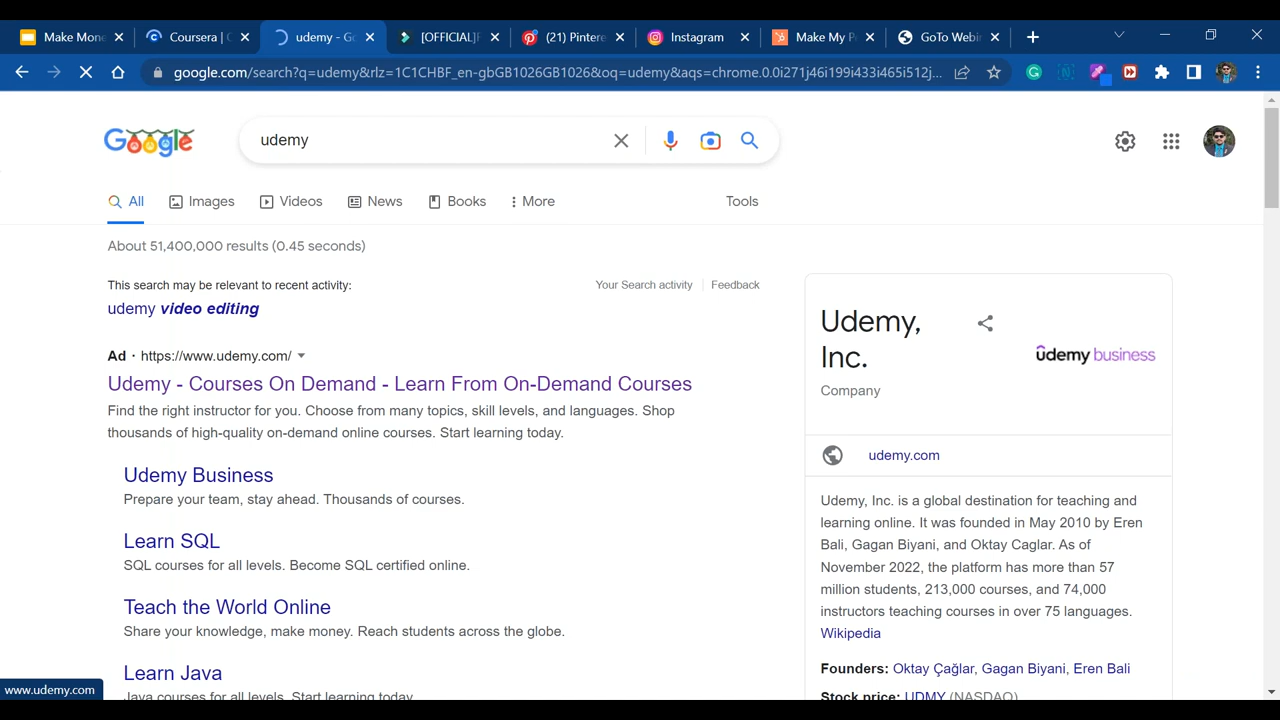 Make Mon
Coursera | C
udemy - Go
[OFFICIAL]
(21) Pintere
Instagram
Make My P
GoTo Webi
google.com/search?q=udemy&rlz=1C1CHBF_en-gbGB1026GB1026&oq=udemy&aqs=chrome.0.0i271j46i199i433i465i512j...
Google
udemy
All
Images
Videos
News
Books
More
Tools
About 51,400,000 results (0.45 seconds)
This search may be relevant to recent activity:
Your Search activity
Feedback
udemy video editing
Ad · https://www.udemy.com/
Udemy - Courses On Demand - Learn From On-Demand Courses
Find the right instructor for you. Choose from many topics, skill levels, and languages. Shop
thousands of high-quality on-demand online courses. Start learning today.
Udemy Business
Prepare your team, stay ahead. Thousands of courses.
Learn SQL
SQL courses for all levels. Become SQL certified online.
Teach the World Online
Share your knowledge, make money. Reach students across the globe.
Learn Java
Java courses for all levels. Start learning today.
www.udemy.com
Udemy,
Inc.
Company
udemy business
udemy.com
Udemy, Inc. is a global destination for teaching and
learning online. It was founded in May 2010 by Eren
Bali, Gagan Biyani, and Oktay Caglar. As of
November 2022, the platform has more than 57
million students, 213,000 courses, and 74,000
instructors teaching courses in over 75 languages.
Wikipedia
Founders: Oktay Çağlar, Gagan Biyani, Eren Bali
Stock price: UDMY (NASDAQ)